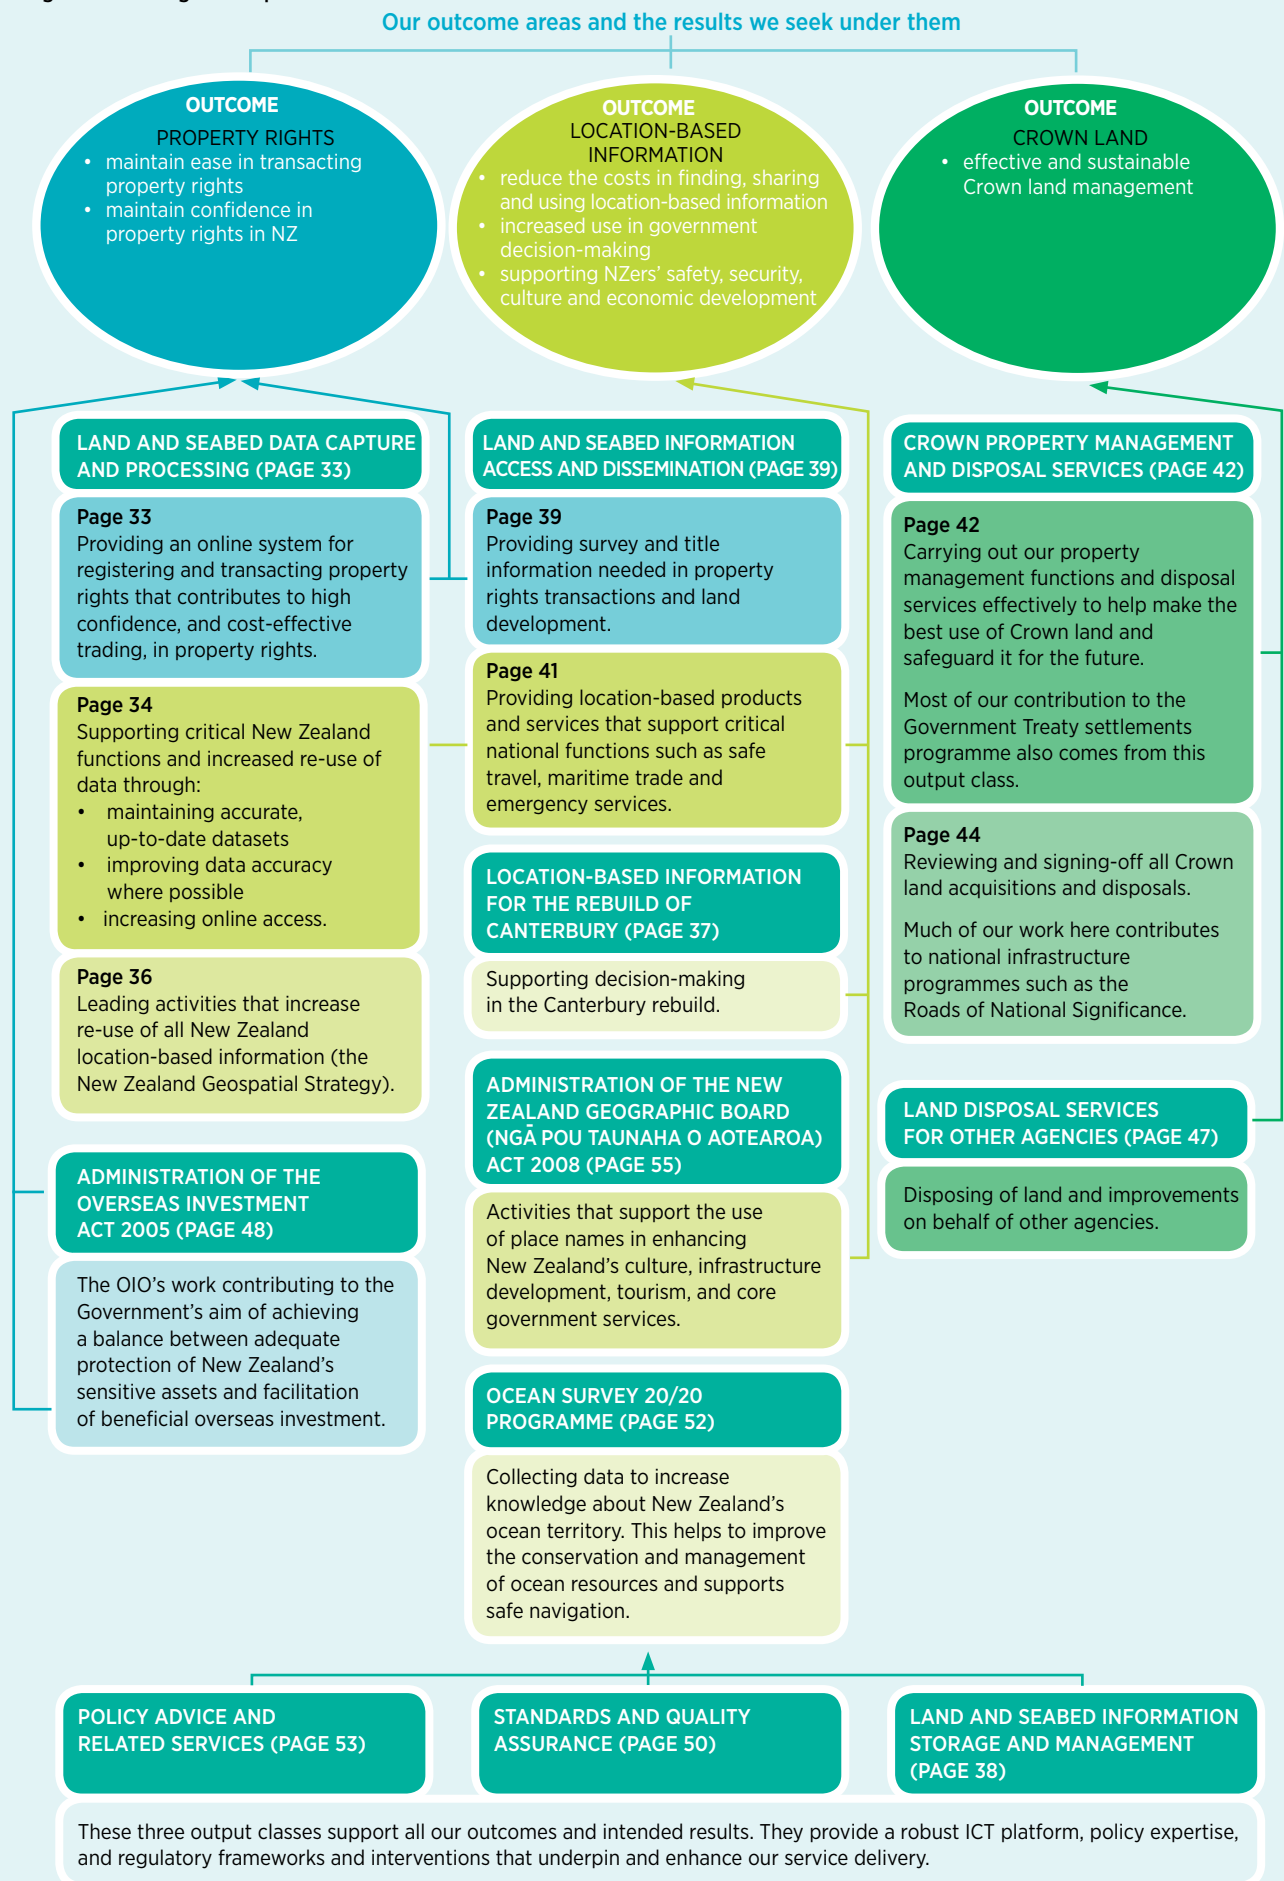 Our outcome areas and the results we seek under them
OUTCOME
PROPERTY RIGHTS
• maintain ease in transacting
property rights
• maintain confidence in
property rights in NZ
OUTCOME
LOCATION-BASED
INFORMATION
• reduce the costs in finding, sharing
and using location-based information
• increased use in government
decision-making
• supporting NZers' safety, security,
culture and economic development
OUTCOME
CROWN LAND
• effective and sustainable
Crown land management
LAND AND SEABED DATA CAPTURE
AND PROCESSING (PAGE 33)
Page 33
Providing an online system for
registering and transacting property
rights that contributes to high
confidence, and cost-effective
trading, in property rights.
Page 34
Supporting critical New Zealand
functions and increased re-use of
data through:
• maintaining accurate,
up-to-date datasets
• improving data accuracy
where possible
• increasing online access.
Page 36
Leading activities that increase
re-use of all New Zealand
location-based information (the
New Zealand Geospatial Strategy).
ADMINISTRATION OF THE
OVERSEAS INVESTMENT
ACT 2005 (PAGE 48)
The OIO's work contributing to the
Government's aim of achieving
a balance between adequate
protection of New Zealand's
sensitive assets and facilitation
of beneficial overseas investment.
LAND AND SEABED INFORMATION
ACCESS AND DISSEMINATION (PAGE 39)
Page 39
Providing survey and title
information needed in property
rights transactions and land
development.
Page 41
Providing location-based products
and services that support critical
national functions such as safe
travel, maritime trade and
emergency services.
LOCATION-BASED INFORMATION
FOR THE REBUILD OF
CANTERBURY (PAGE 37)
Supporting decision-making
in the Canterbury rebuild.
ADMINISTRATION OF THE NEW
ZEALAND GEOGRAPHIC BOARD
(NGĀ POU TAUNAHA O AOTEAROA)
ACT 2008 (PAGE 55)
Activities that support the use
of place names in enhancing
New Zealand's culture, infrastructure
development, tourism, and core
government services.
OCEAN SURVEY 20/20
PROGRAMME (PAGE 52)
Collecting data to increase
knowledge about New Zealand's
ocean territory. This helps to improve
the conservation and management
of ocean resources and supports
safe navigation.
CROWN PROPERTY MANAGEMENT
AND DISPOSAL SERVICES (PAGE 42)
Page 42
Carrying out our property
management functions and disposal
services effectively to help make the
best use of Crown land and
safeguard it for the future.
Most of our contribution to the
Government Treaty settlements
programme also comes from this
output class.
Page 44
Reviewing and signing-off all Crown
land acquisitions and disposals.
Much of our work here contributes
to national infrastructure
programmes such as the
Roads of National Significance.
LAND DISPOSAL SERVICES
FOR OTHER AGENCIES (PAGE 47)
Disposing of land and improvements
on behalf of other agencies.
POLICY ADVICE AND
RELATED SERVICES (PAGE 53)
STANDARDS AND QUALITY
ASSURANCE (PAGE 50)
LAND AND SEABED INFORMATION
STORAGE AND MANAGEMENT
(PAGE 38)
These three output classes support all our outcomes and intended results. They provide a robust ICT platform, policy expertise,
and regulatory frameworks and interventions that underpin and enhance our service delivery.